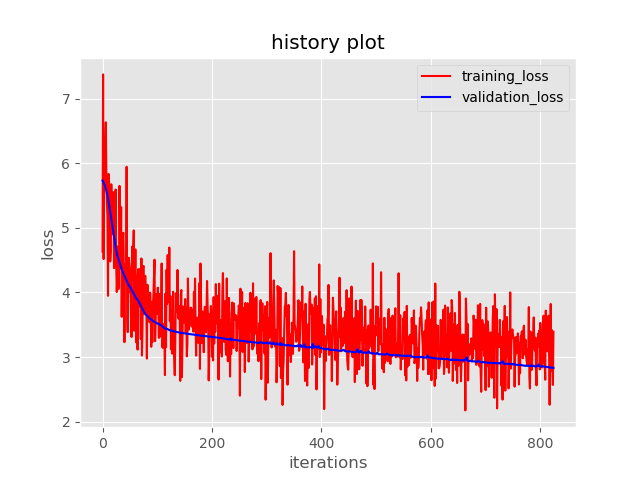 history plot
training_loss
validation_loss
7
6
5
4
3
2
loss
0 200 400 600 800
iterations